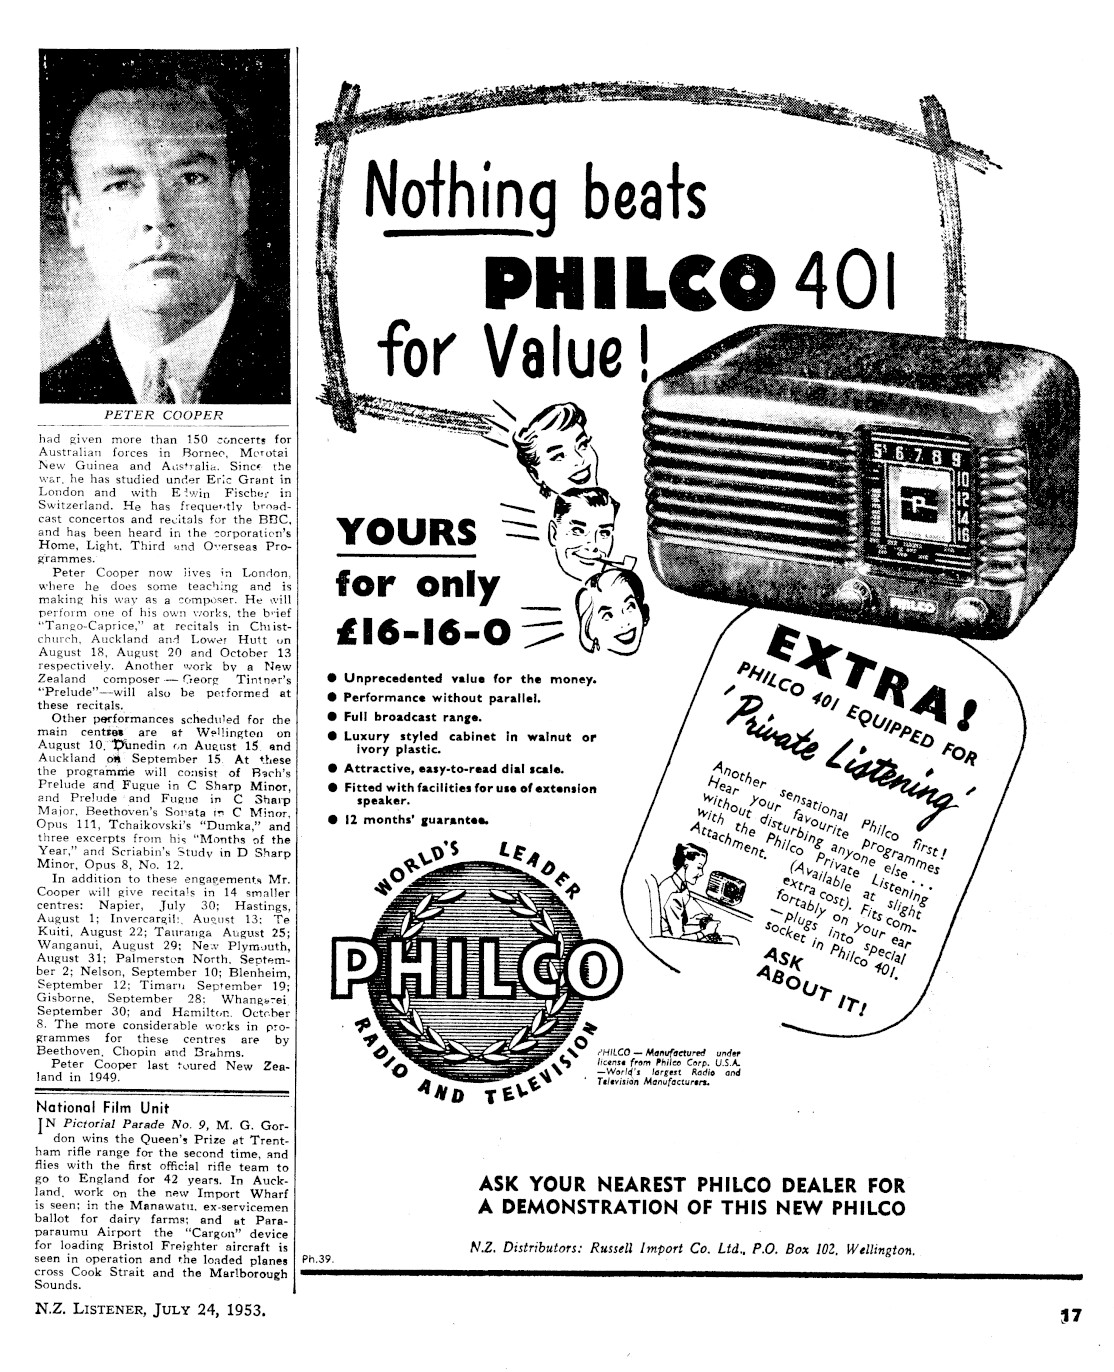 PETER COOPER
had given more than 150 concerts for
Australian forces in Borneo, Morotai
New Guinea and Australia. Since the
war, he has studied under Eric Grant in
London and with Edwin Fischer in
Switzerland. He has frequently broad-
cast concertos and recitals for the BBC,
and has been heard in the corporation's
Home, Light, Third and Overseas Pro-
grammes.
Peter Cooper now lives in London,
where he does some teaching and is
making his way as a composer. He will
perform one of his own works, the brief
"Tango-Caprice," at recitals in Christ-
church, Auckland and Lower Hutt on
August 18, August 20 and October 13
respectively. Another work by a New
Zealand composer — Georg Tintner's
"Prelude"—will also be performed at
these recitals.
Other performances scheduled for the
main centres are at Wellington on
August 10, Dunedin on August 15, and
Auckland on September 15. At these
the programme will consist of Bach's
Prelude and Fugue in C Sharp Minor,
and Prelude and Fugue in C Sharp
Major, Beethoven's Sonata in C Minor,
Opus 111, Tchaikovski's "Dumka," and
three excerpts from his "Months of the
Year," and Scriabin's Study in D Sharp
Minor, Opus 8, No. 12.
In addition to these engagements Mr.
Cooper will give recitals in 14 smaller
centres: Napier, July 30; Hastings,
August 1; Invercargill, August 13; Te
Kuiti, August 22; Tauranga August 25;
Wanganui, August 29; New Plymouth,
August 31; Palmerston North, Septem-
ber 2; Nelson, September 10; Blenheim,
September 12; Timaru September 19;
Gisborne, September 28; Whangarei
September 30; and Hamilton, October
8. The more considerable works in pro-
grammes for these centres are by
Beethoven, Chopin and Brahms.
Peter Cooper last toured New Zea-
land in 1949.
National Film Unit
IN Pictorial Parade No. 9, M. G. Gor-
don wins the Queen's Prize at Trent-
ham rifle range for the second time, and
flies with the first official rifle team to
go to England for 42 years. In Auck-
land, work on the new Import Wharf
is seen; in the Manawatu, ex-servicemen
ballot for dairy farms; and at Para-
paraumu Airport the "Cargon" device
for loading Bristol Freighter aircraft is
seen in operation and the loaded planes
cross Cook Strait and the Marlborough
Sounds.
Nothing beats
PHILCO 401
for Value!
5½ 6 7 8 9
10
12
14
16
P
PHILCO
YOURS
for only
£16-16-0
● Unprecedented value for the money.
● Performance without parallel.
● Full broadcast range.
● Luxury styled cabinet in walnut or
ivory plastic.
● Attractive, easy-to-read dial scale.
● Fitted with facilities for use of extension
speaker.
● 12 months' guarantee.
EXTRA!
PHILCO 401 EQUIPPED FOR
'Private Listening'
Another sensational Philco first!
Hear your favourite programmes
without disturbing anyone else . . .
with the Philco Private Listening
Attachment. (Available at slight
extra cost). Fits com-
fortably on your ear
—plugs into special
socket in Philco 401.
ASK
ABOUT IT!
WORLD'S LEADER
PHILCO
RADIO AND TELEVISION
PHILCO — Manufactured under
license from Philco Corp. U.S.A.
—World's largest Radio and
Television Manufacturers.
ASK YOUR NEAREST PHILCO DEALER FOR
A DEMONSTRATION OF THIS NEW PHILCO
N.Z. Distributors: Russell Import Co. Ltd., P.O. Box 102, Wellington.
Ph.39.
N.Z. LISTENER, JULY 24, 1953.
17